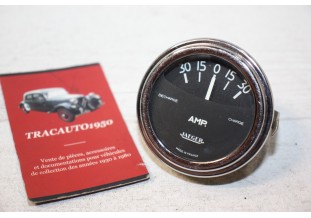 TRACAUTO1950
Vente de pièces, accessoires
et documentations pour véhicules
de collection des années 1930 à 1980
30 15 0 15 30
DECHARGE
CHARGE
AMP.
JAEGER